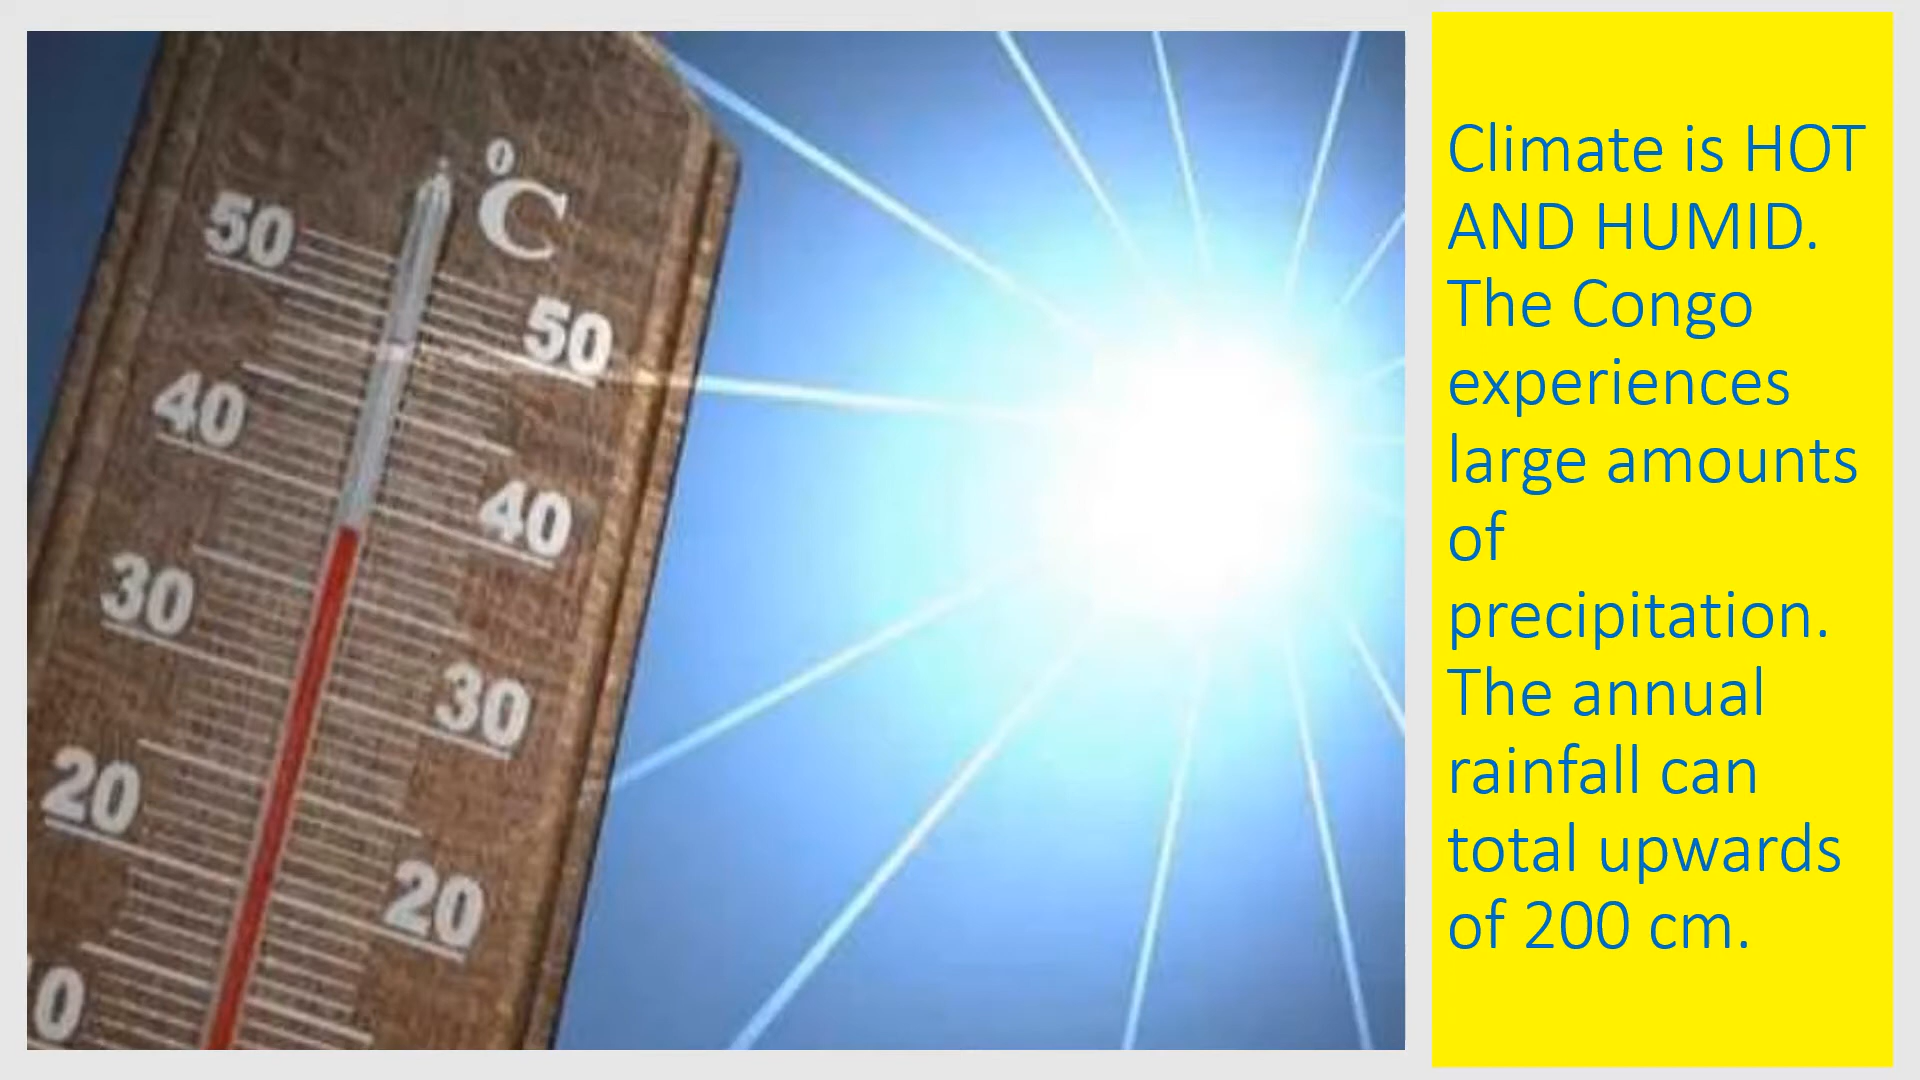 °C
50
50
40
40
30
30
20
20
0
Climate is HOT
AND HUMID.
The Congo
experiences
large amounts
of
precipitation.
The annual
rainfall can
total upwards
of 200 cm.